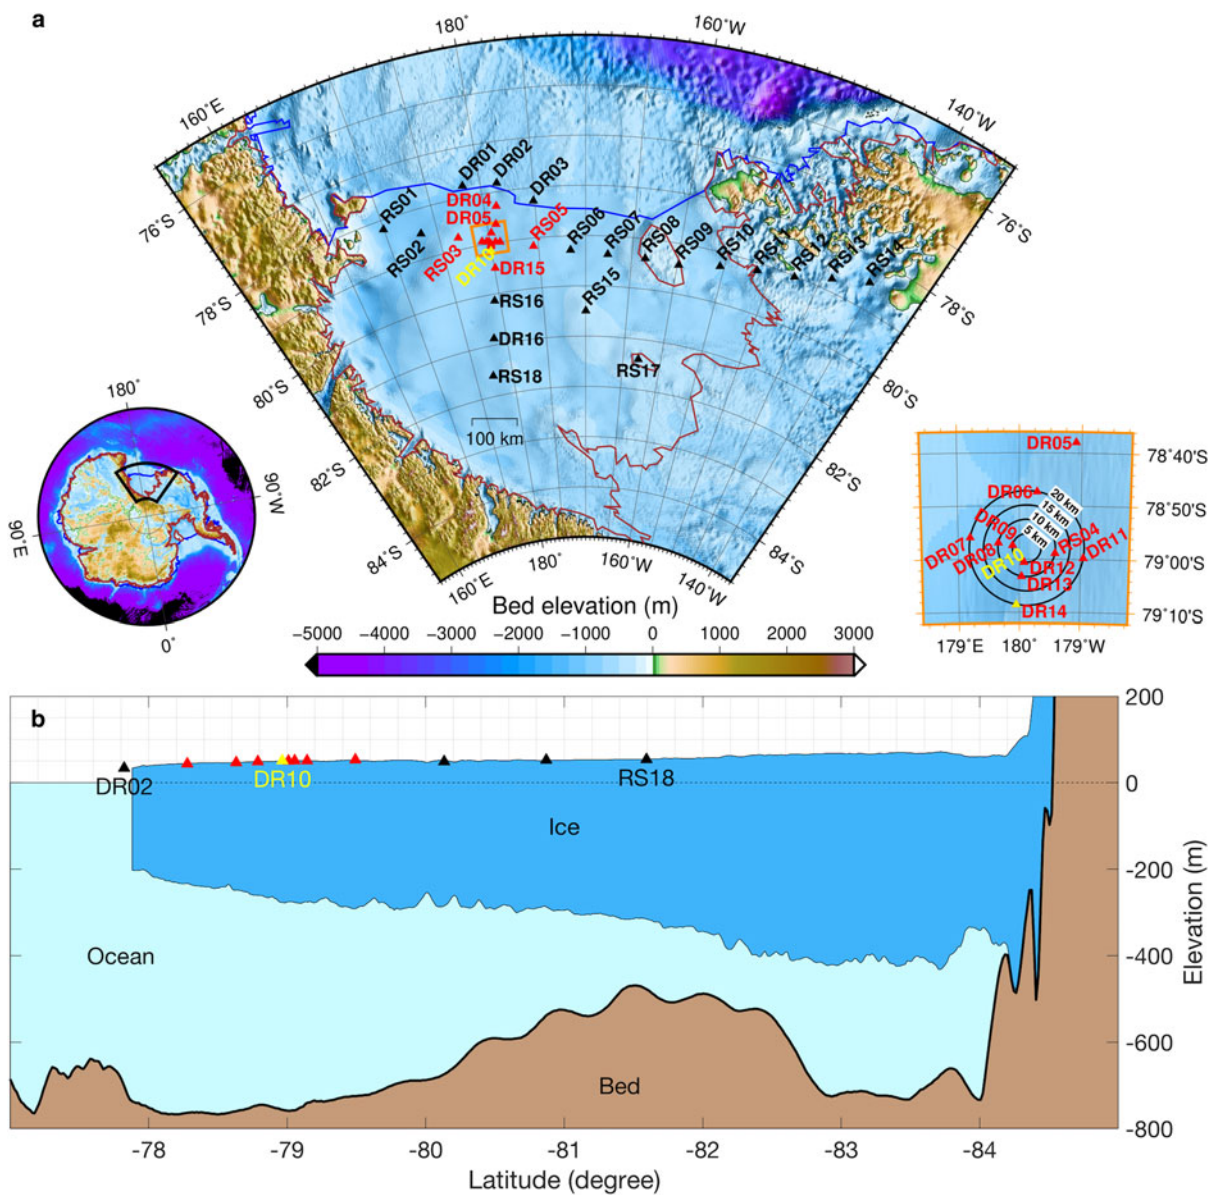 a
180°
160°W
160°E
140°W
DR01
DR02
DR03
RS01
DR04
RS02
DR05
RS03
DR10
RS05
RS06
RS07
RS08
RS09
RS10
RS11
RS12
RS13
RS14
76°S
78°S
DR15
RS16
RS15
DR16
RS17
RS18
78°S
80°S
80°S
100 km
82°S
82°S
84°S
84°S
160°E
180°
160°W
140°W
180°
90°W
90°E
0°
DR05
78°40'S
DR06
20 km
15 km
10 km
5 km
78°50'S
DR09
DR07
DR08
RS04
DR11
DR10
DR12
79°00'S
DR13
DR14
79°10'S
179°E
180°
179°W
Bed elevation (m)
−5000 −4000 −3000 −2000 −1000 0 1000 2000 3000
b
200
DR02
DR10
RS18
0
Ice
-200
Ocean
-400
Elevation (m)
-600
Bed
-800
-78 -79 -80 -81 -82 -83 -84
Latitude (degree)